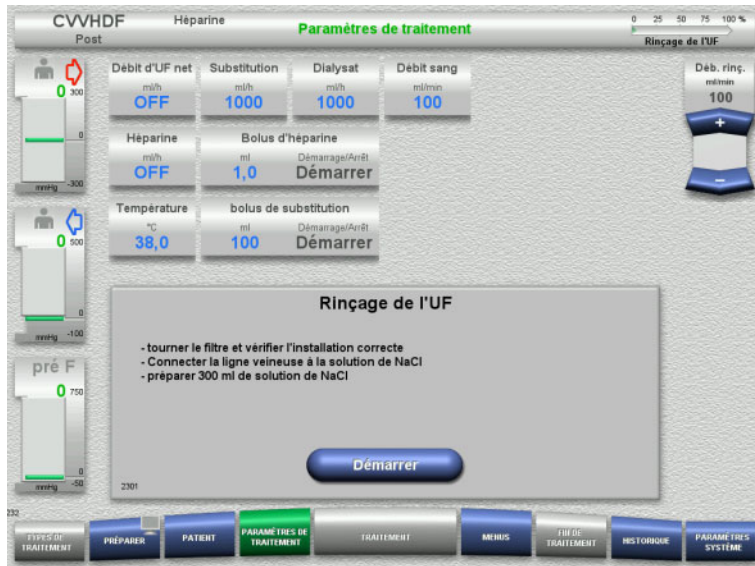 CVVHDF
Post
Héparine
Paramètres de traitement
0 25 50 75 100 %
Rinçage de l'UF
0
300
0
mmHg
-300
Débit d'UF net
ml/h
OFF
Substitution
ml/h
1000
Dialysat
ml/h
1000
Débit sang
ml/min
100
Déb. rinç.
ml/min
100
+
–
Héparine
ml/h
OFF
Bolus d'héparine
ml
1,0
Démarrage/Arrêt
Démarrer
Température
°C
38,0
bolus de substitution
ml
100
Démarrage/Arrêt
Démarrer
0
500
0
mmHg
-100
pré F
0
750
0
mmHg
-50
Rinçage de l'UF
- tourner le filtre et vérifier l'installation correcte
- Connecter la ligne veineuse à la solution de NaCl
- préparer 300 ml de solution de NaCl
Démarrer
2301
232
TYPES DE
TRAITEMENT
PRÉPARER
PATIENT
PARAMÈTRES DE
TRAITEMENT
TRAITEMENT
MENUS
FIN DE
TRAITEMENT
HISTORIQUE
PARAMÈTRES
SYSTÈME